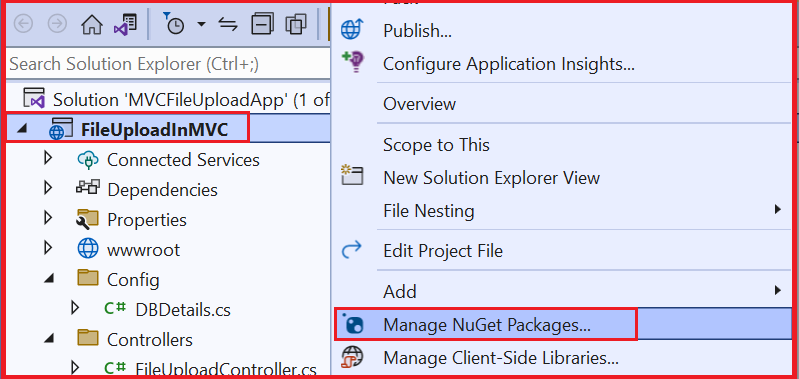 Search Solution Explorer (Ctrl+;)
Solution 'MVCFileUploadApp' (1 of
FileUploadInMVC
Connected Services
Dependencies
Properties
wwwroot
Config
C# DBDetails.cs
Controllers
C# FileUploadController.cs
Publish...
Configure Application Insights...
Overview
Scope to This
New Solution Explorer View
File Nesting
Edit Project File
Add
Manage NuGet Packages...
Manage Client-Side Libraries...